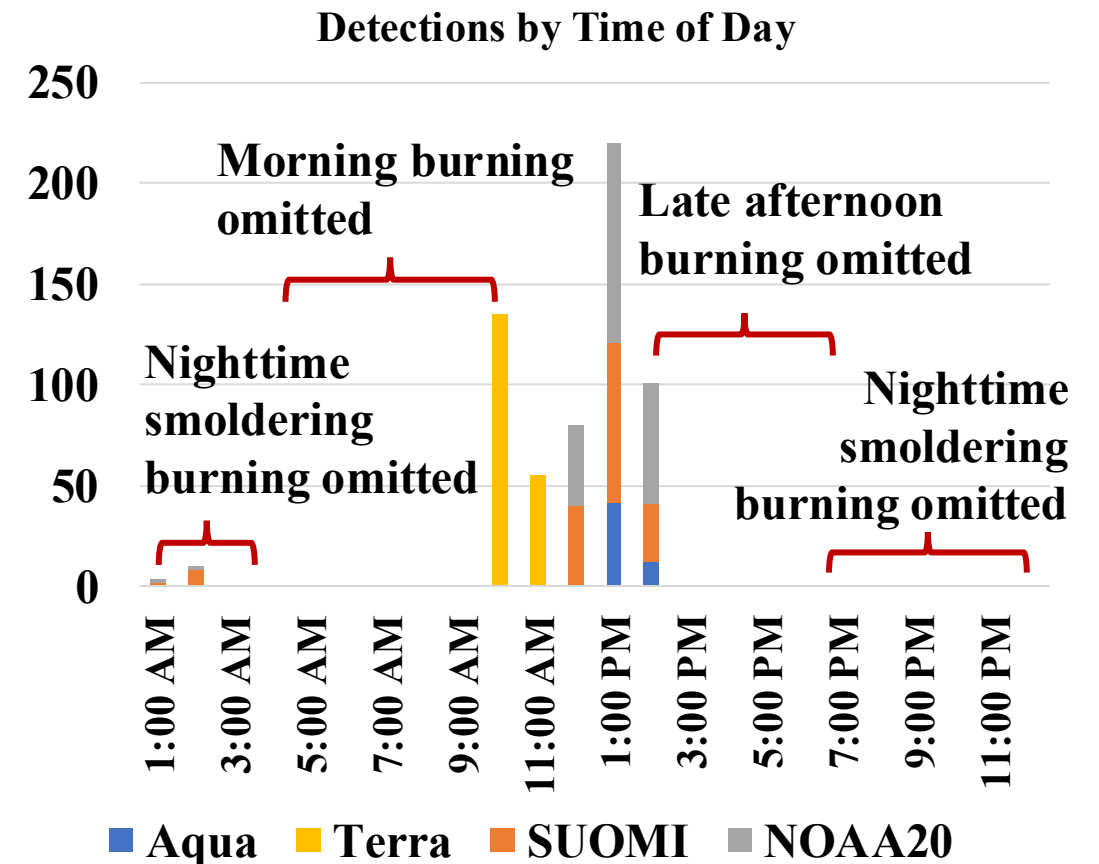 Detections by Time of Day
250
200
150
100
50
0
Morning burning
omitted
Late afternoon
burning omitted
Nighttime
smoldering
burning omitted
Nighttime
smoldering
burning omitted
1:00 AM
3:00 AM
5:00 AM
7:00 AM
9:00 AM
11:00 AM
1:00 PM
3:00 PM
5:00 PM
7:00 PM
9:00 PM
11:00 PM
Aqua Terra SUOMI NOAA20